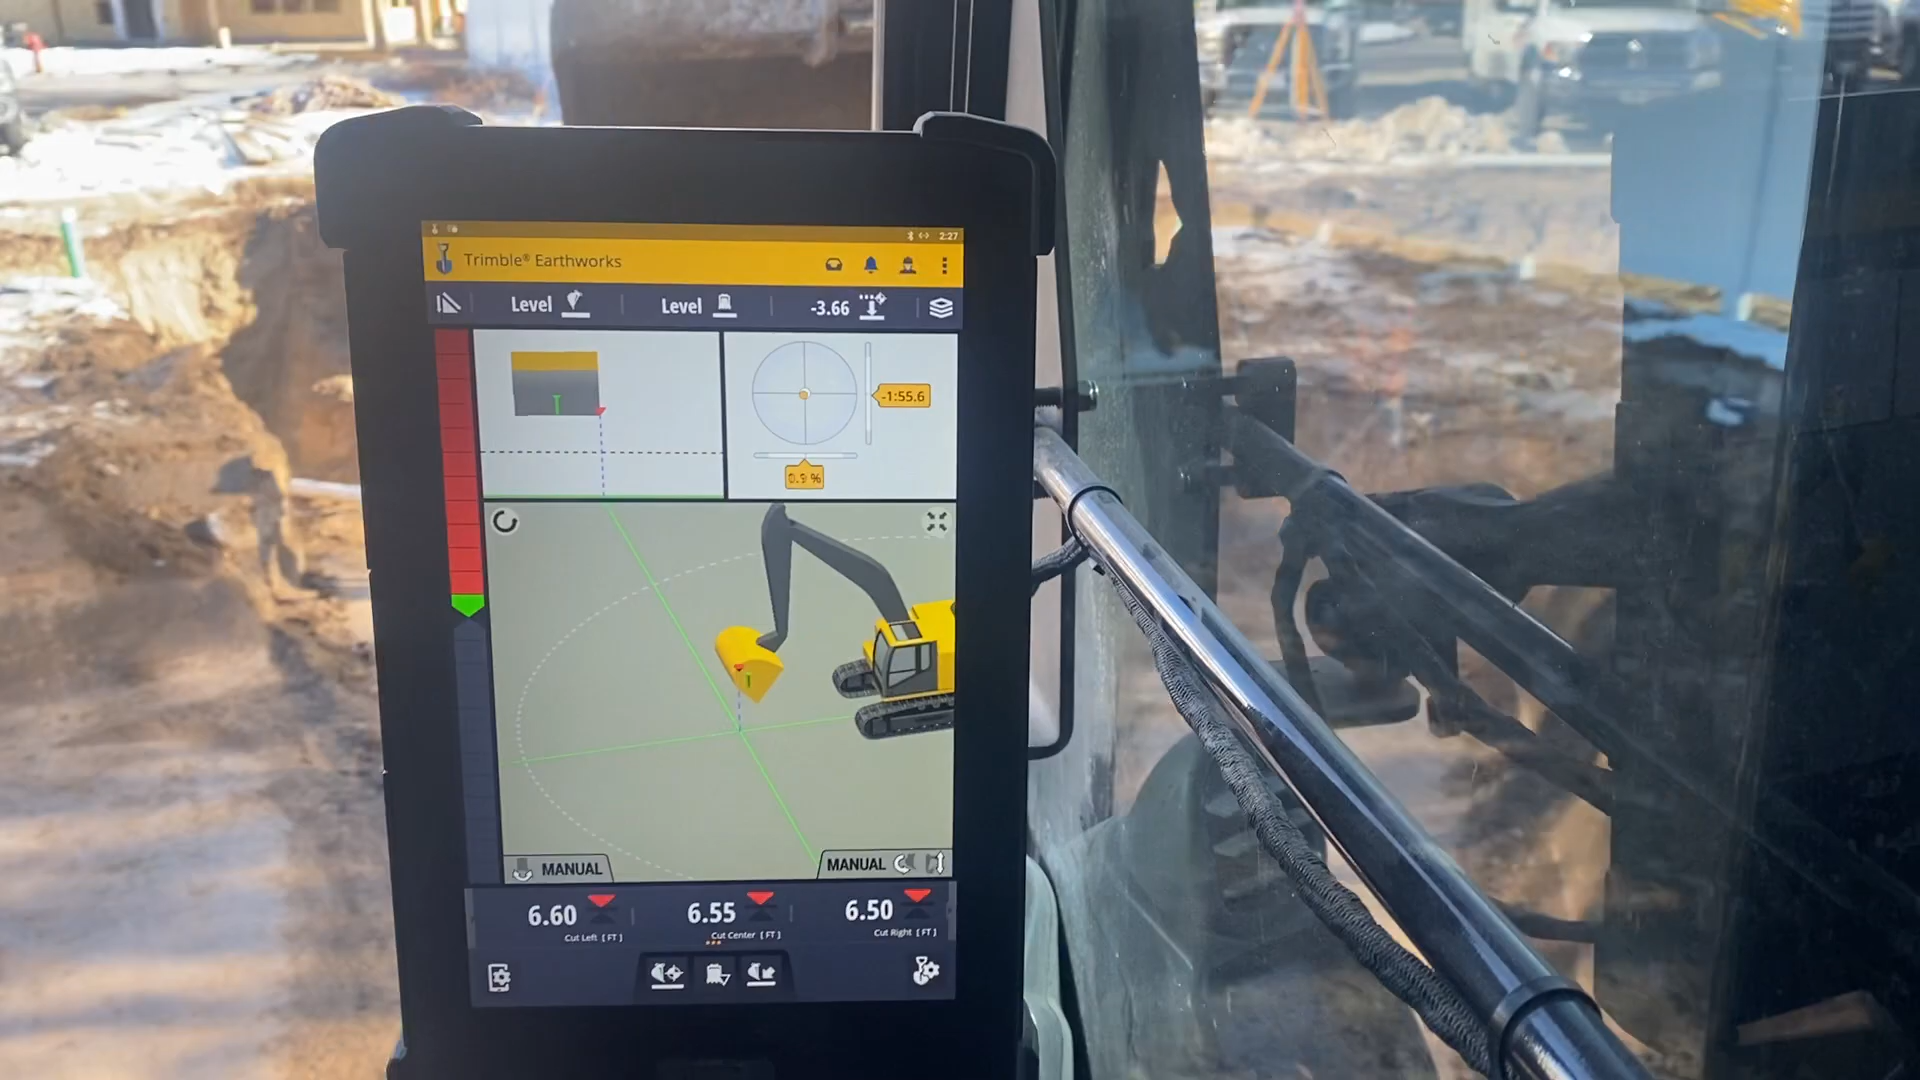 2:27
Trimble® Earthworks
Level Level -3.66
-1:55.6
0.9 %
MANUAL MANUAL
6.60 6.55 6.50
Cut Left [FT] Cut Center [FT] Cut Right [FT]